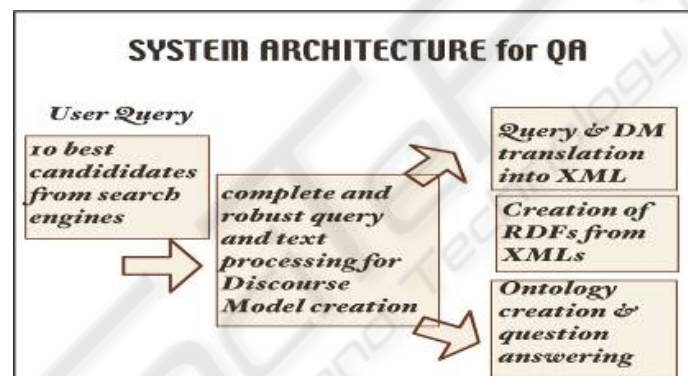 SYSTEM ARCHITECTURE for QA
User Query
10 best
candididates
from search
engines
complete and
robust query
and text
processing for
Discourse
Model creation
Query & DM
translation
into XML
Creation of
RDFs from
XMLs
Ontology
creation &
question
answering